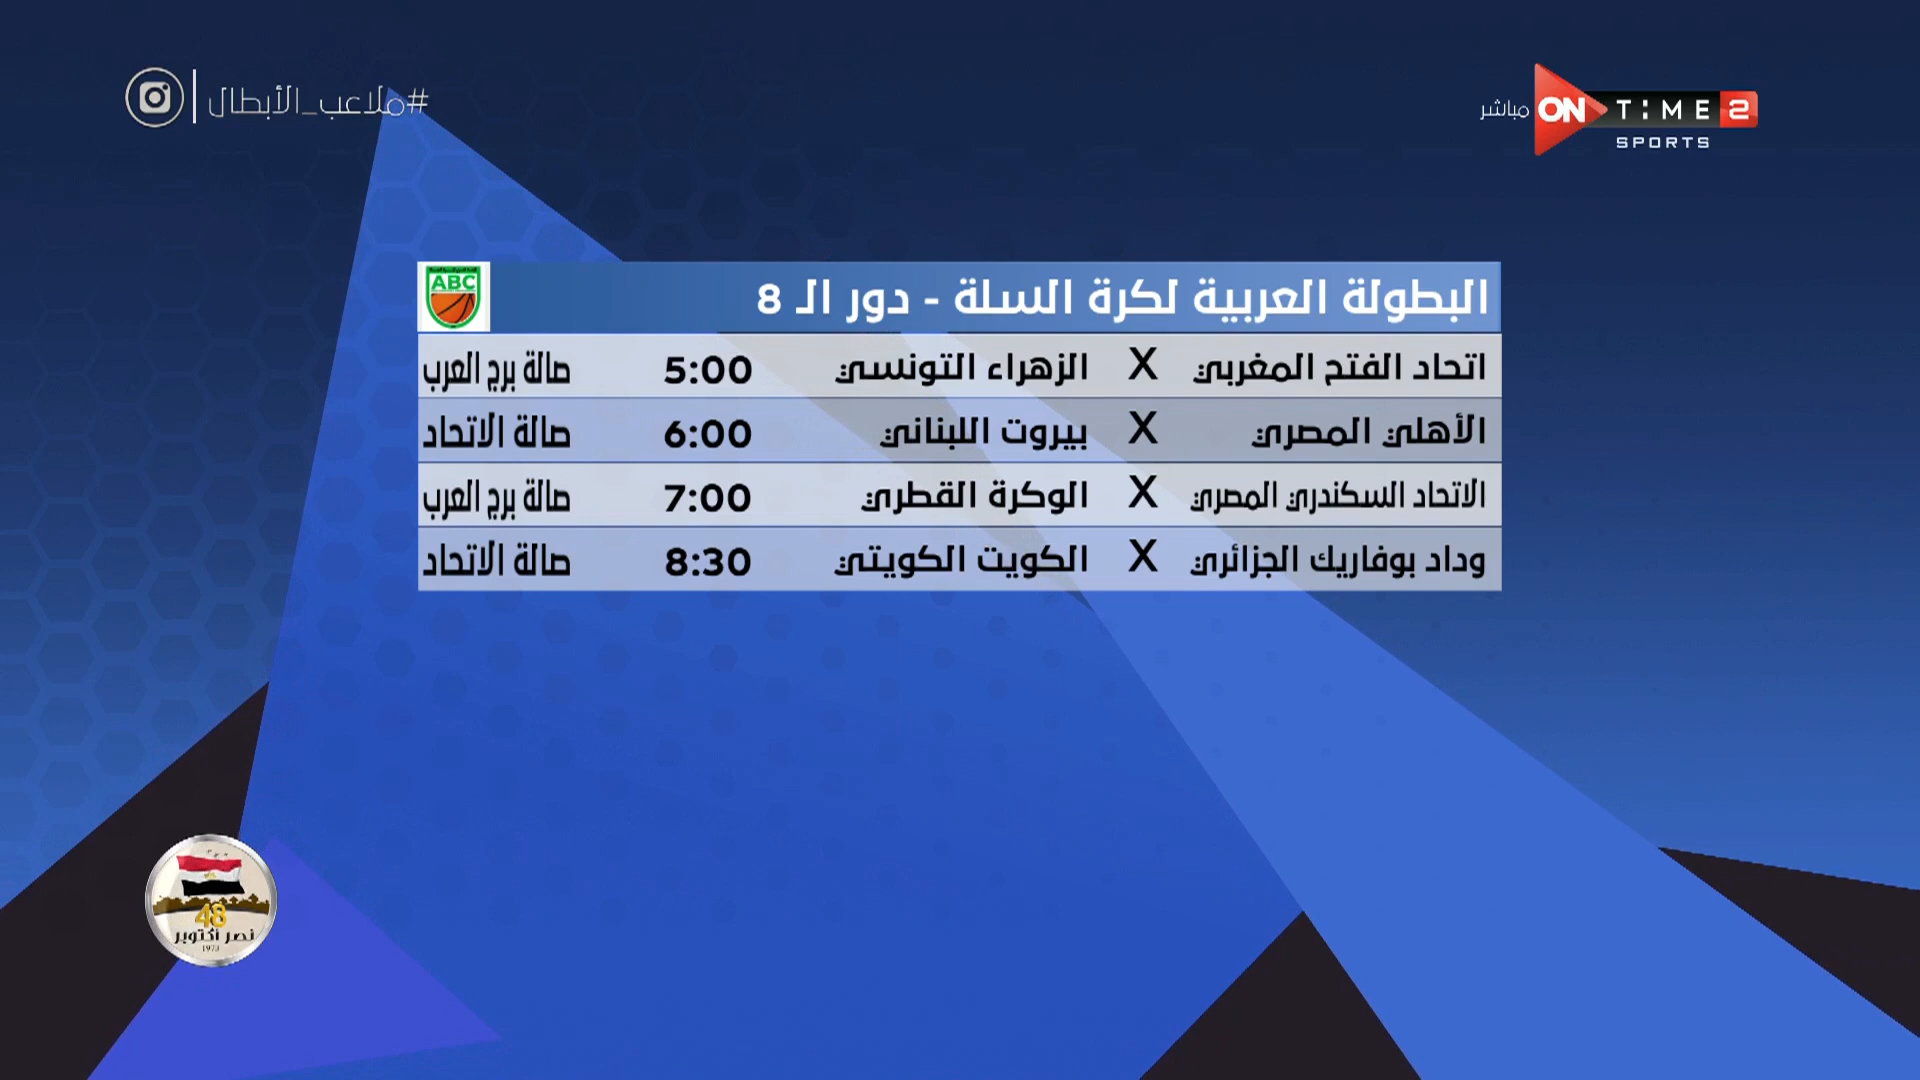 #ملاعب_الأبطال
مباشر ON TIME 2
SPORTS
البطولة العربية لكرة السلة - دور الـ 8
ABC
اتحاد الفتح المغربي X الزهراء التونسي 5:00 صالة برج العرب
الأهلي المصري X بيروت اللبناني 6:00 صالة الاتحاد
الاتحاد السكندري المصري X الوكرة القطري 7:00 صالة برج العرب
وداد بوفاريك الجزائري X الكويت الكويتي 8:30 صالة الاتحاد
48
نصر أكتوبر
1973